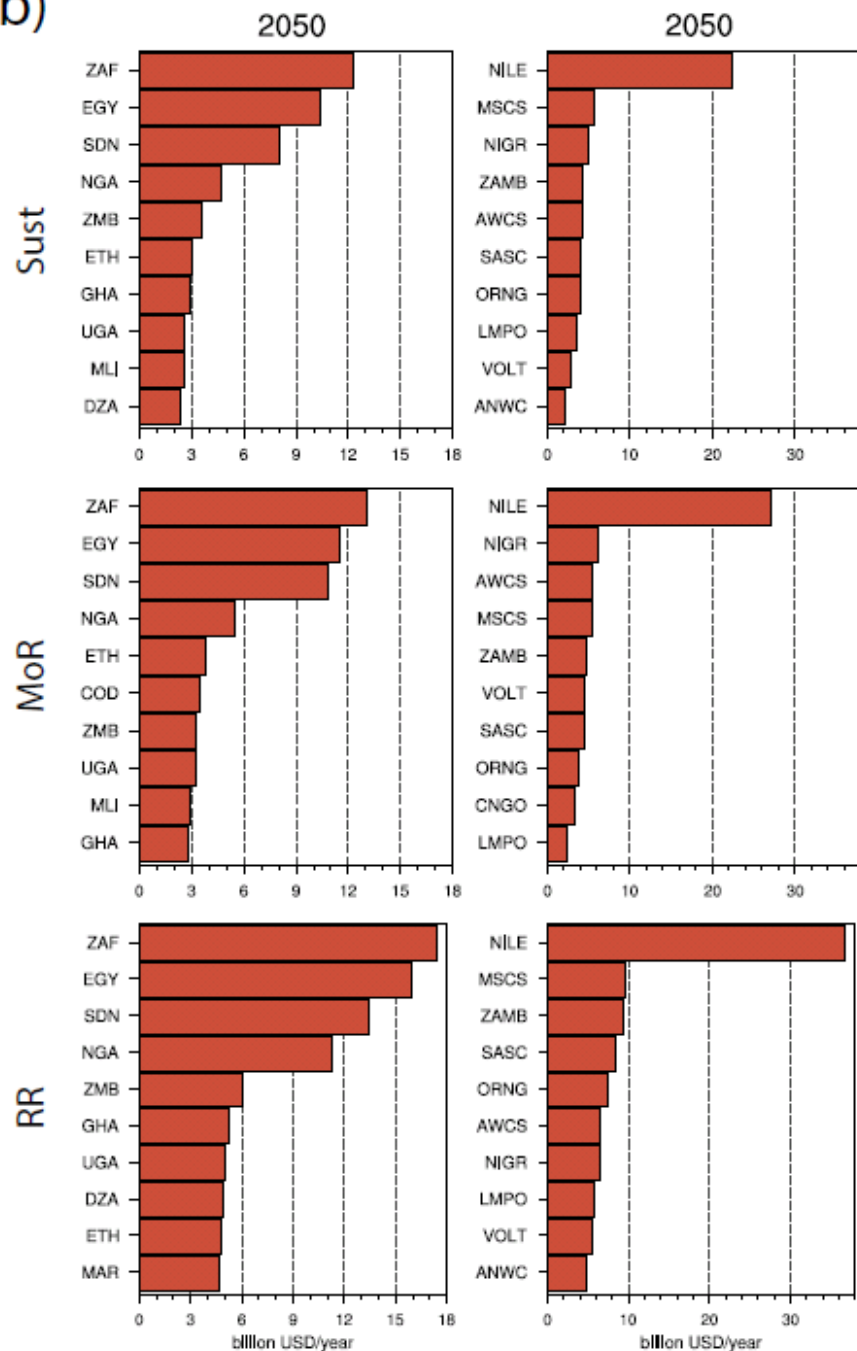 b)
2050
2050
Sust
ZAF
EGY
SDN
NGA
ZMB
ETH
GHA
UGA
MLI
DZA
0 3 6 9 12 15 18
NILE
MSCS
NIGR
ZAMB
AWCS
SASC
ORNG
LMPO
VOLT
ANWC
0 10 20 30
MoR
ZAF
EGY
SDN
NGA
ETH
COD
ZMB
UGA
MLI
GHA
0 3 6 9 12 15 18
NILE
NIGR
AWCS
MSCS
ZAMB
VOLT
SASC
ORNG
CNGO
LMPO
0 10 20 30
RR
ZAF
EGY
SDN
NGA
ZMB
GHA
UGA
DZA
ETH
MAR
0 3 6 9 12 15 18
billion USD/year
NILE
MSCS
ZAMB
SASC
ORNG
AWCS
NIGR
LMPO
VOLT
ANWC
0 10 20 30
billion USD/year